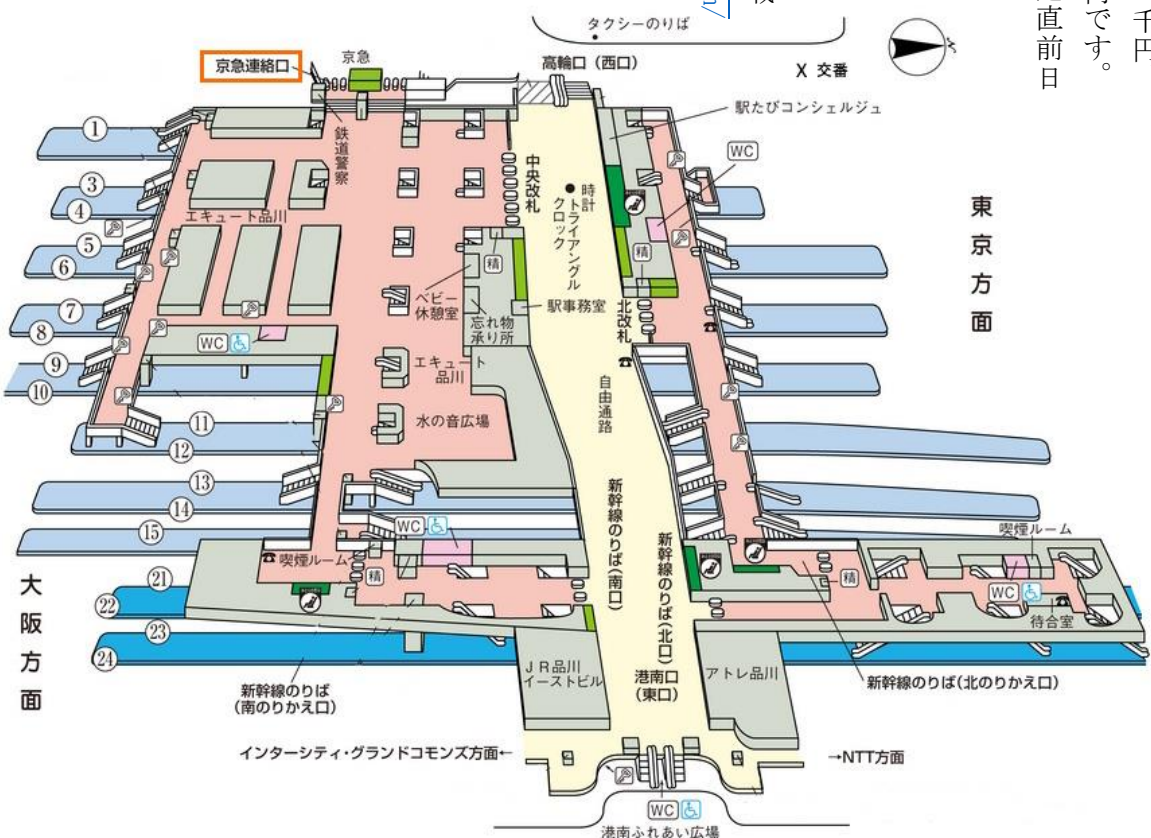 千円
円です。
直前日
タクシーのりば
京急
京急連絡口
高輪口(西口)
X 交番
駅たびコンシェルジュ
鉄道警察
中央改札
時計
トライアングル
クロック
WC
①
③
④
⑤
⑥
⑦
⑧
⑨
⑩
⑪
⑫
⑬
⑭
⑮
エキュート品川
精
精
ベビー
休憩室
忘れ物
承り所
駅事務室
北改札
東京方面
WC
エキュート
品川
水の音広場
自由通路
新幹線のりば(南口)
新幹線のりば(北口)
WC
喫煙ルーム
精
精
喫煙ルーム
WC
待合室
大阪方面
㉑
㉒
㉓
㉔
新幹線のりば
(南のりかえ口)
JR品川
イーストビル
港南口
(東口)
アトレ品川
新幹線のりば(北のりかえ口)
インターシティ・グランドコモンズ方面←
→NTT方面
WC
港南ふれあい広場